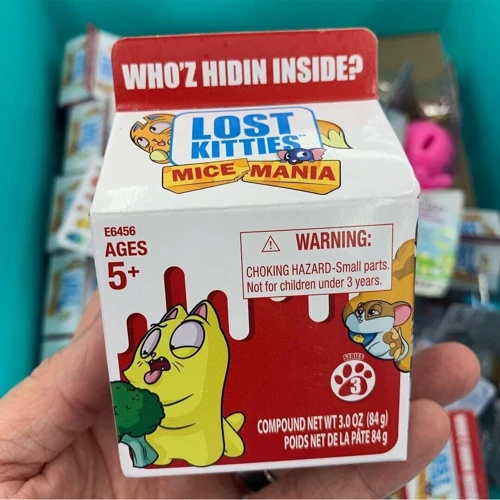 WHO'Z HIDIN INSIDE?
LOST
KITTIES™
MICE MANIA
E6456
AGES
5+
⚠ WARNING:
CHOKING HAZARD-Small parts.
Not for children under 3 years.
SERIES
3
COMPOUND NET WT 3.0 OZ (84 g)
POIDS NET DE LA PÂTE 84 g